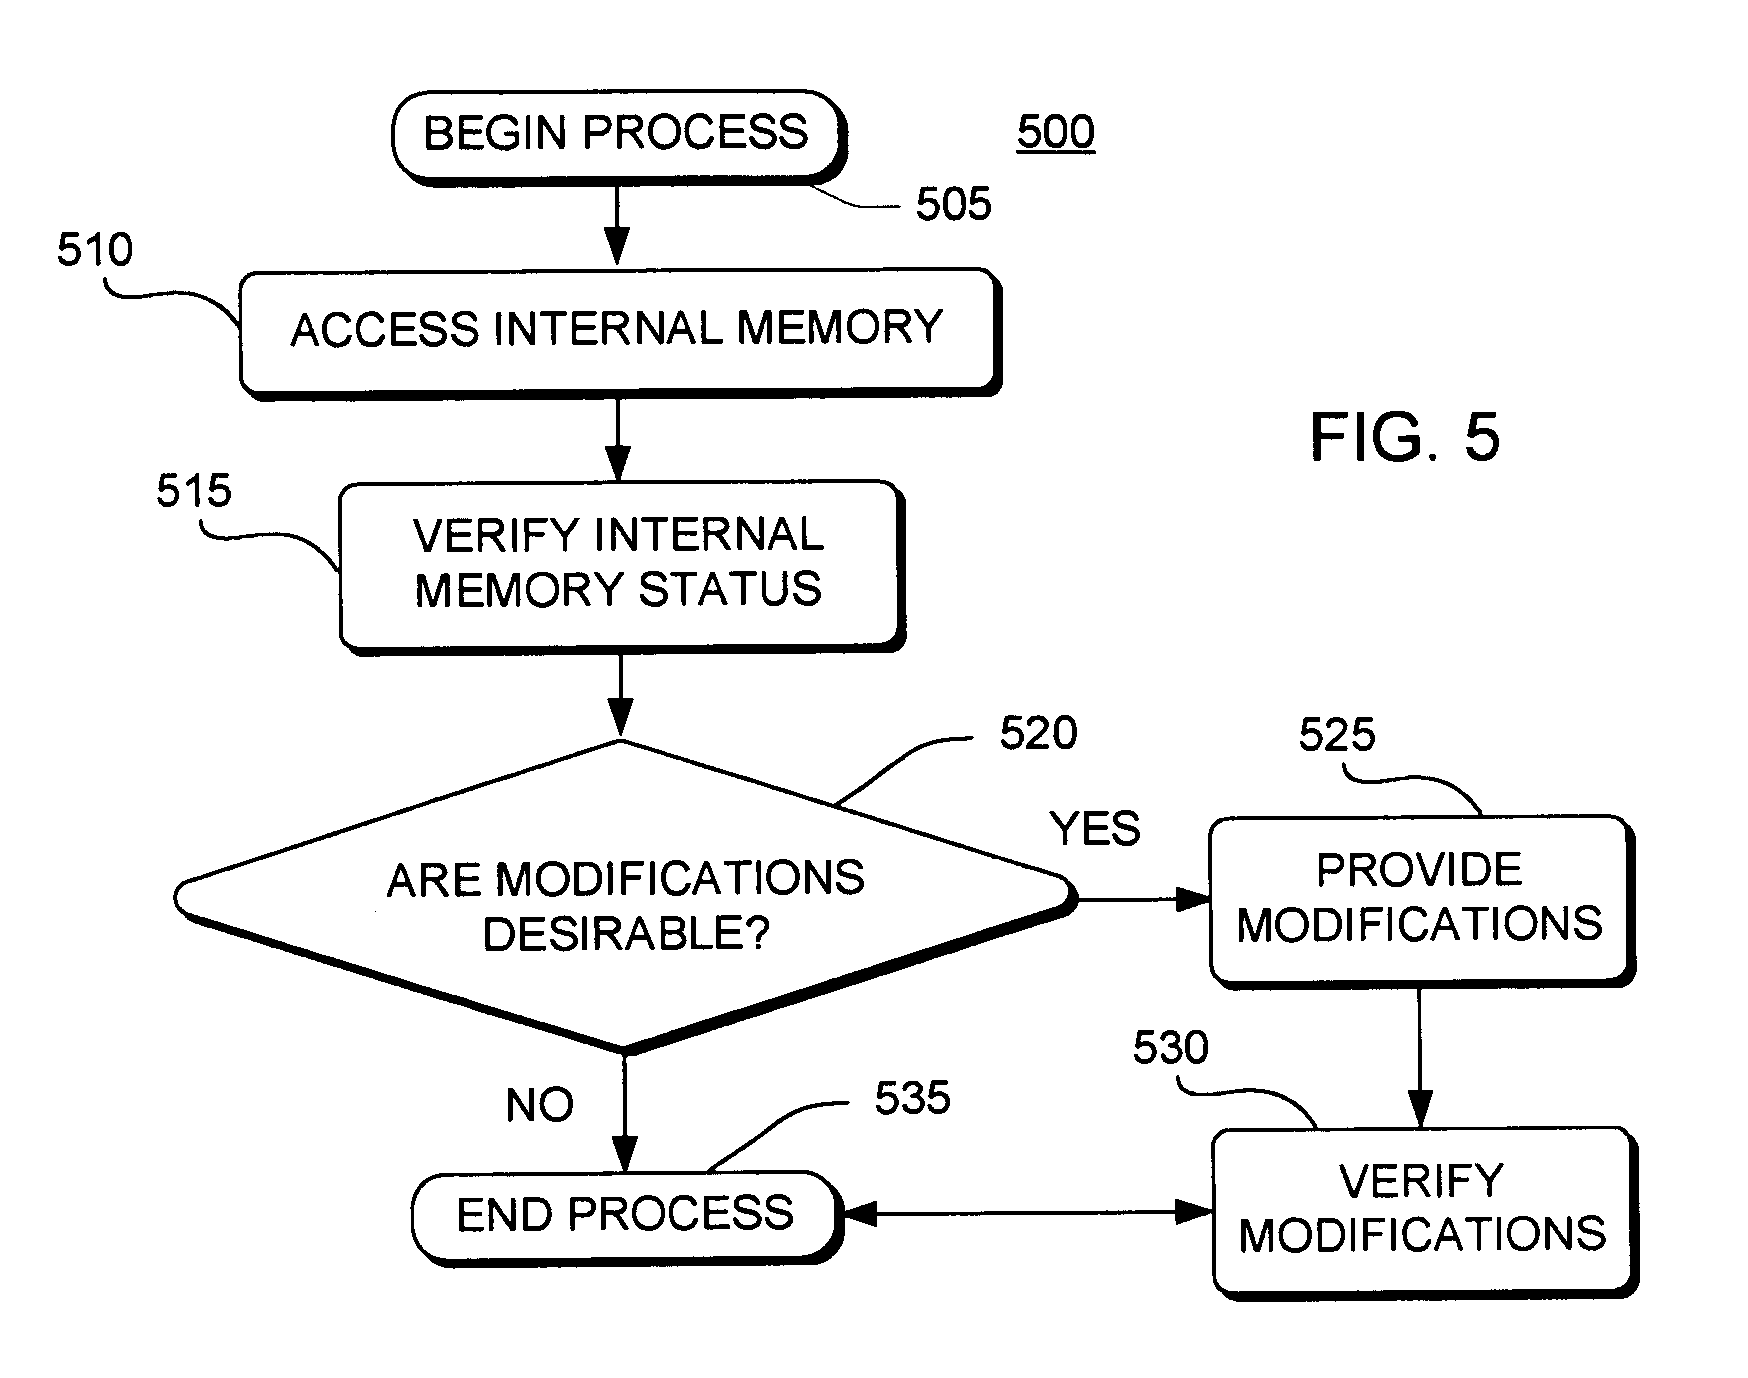 BEGIN PROCESS
500
505
510
ACCESS INTERNAL MEMORY
FIG. 5
515
VERIFY INTERNAL
MEMORY STATUS
520
525
YES
ARE MODIFICATIONS
DESIRABLE?
PROVIDE
MODIFICATIONS
530
NO
535
VERIFY
MODIFICATIONS
END PROCESS